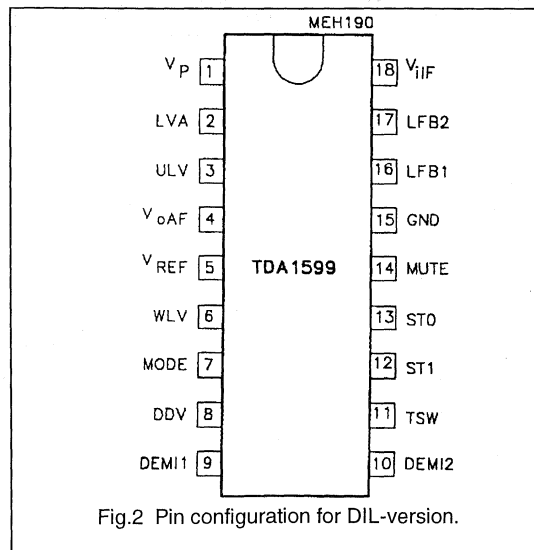 MEH190
VP 1
18 ViIF
LVA 2
17 LFB2
ULV 3
16 LFB1
VoAF 4
15 GND
VREF 5
TDA1599
14 MUTE
WLV 6
13 ST0
MODE 7
12 ST1
DDV 8
11 TSW
DEMI1 9
10 DEMI2
Fig.2 Pin configuration for DIL-version.